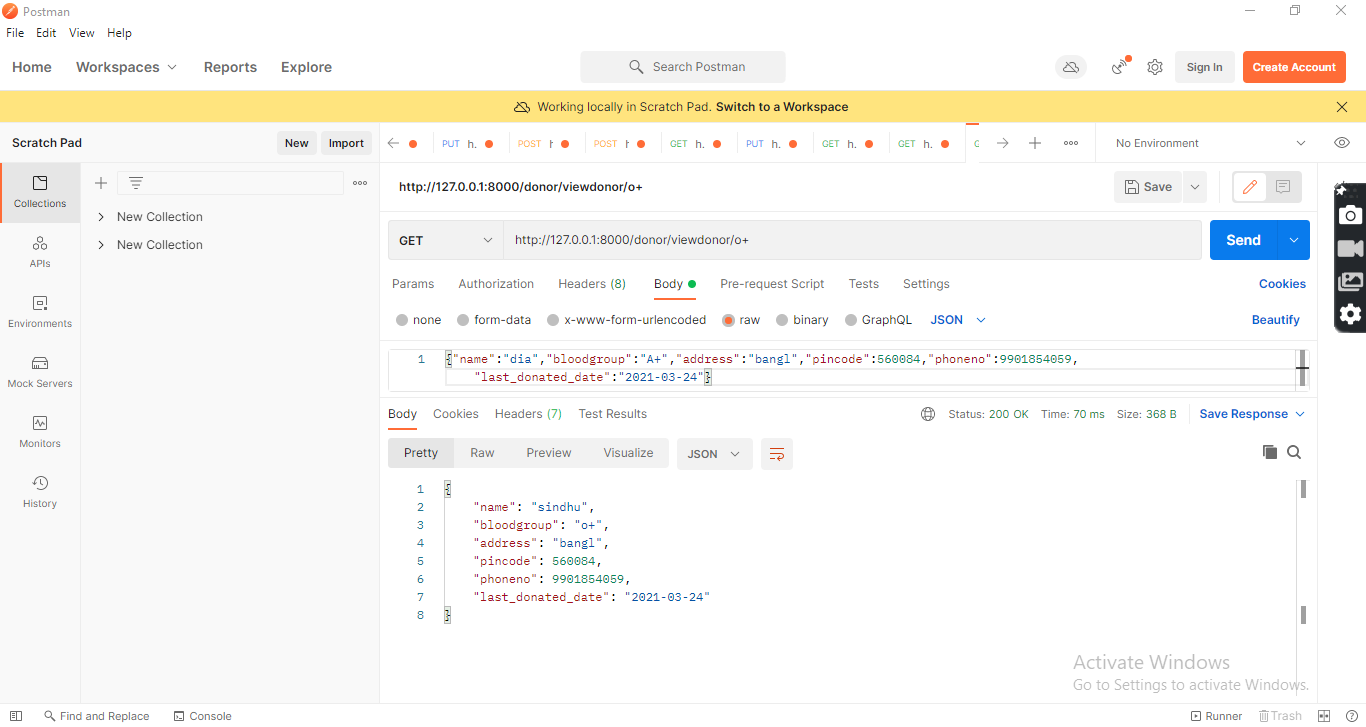 Postman
File Edit View Help
Home Workspaces Reports Explore Search Postman Sign In Create Account
Working locally in Scratch Pad. Switch to a Workspace
Scratch Pad New Import
PUT h. POST POST GET h. PUT h. GET h. GET h. No Environment
Collections
APIs
Environments
Mock Servers
Monitors
History
New Collection
New Collection
http://127.0.0.1:8000/donor/viewdonor/o+ Save
GET http://127.0.0.1:8000/donor/viewdonor/o+ Send
Params Authorization Headers (8) Body Pre-request Script Tests Settings Cookies
none form-data x-www-form-urlencoded raw binary GraphQL JSON Beautify
1 {"name":"dia","bloodgroup":"A+","address":"bangl","pincode":560084,"phoneno":9901854059,
"last_donated_date":"2021-03-24"}
Body Cookies Headers (7) Test Results Status: 200 OK Time: 70 ms Size: 368 B Save Response
Pretty Raw Preview Visualize JSON
1 {
2 "name": "sindhu",
3 "bloodgroup": "o+",
4 "address": "bangl",
5 "pincode": 560084,
6 "phoneno": 9901854059,
7 "last_donated_date": "2021-03-24"
8 }
Activate Windows
Go to Settings to activate Windows.
Find and Replace Console Runner Trash